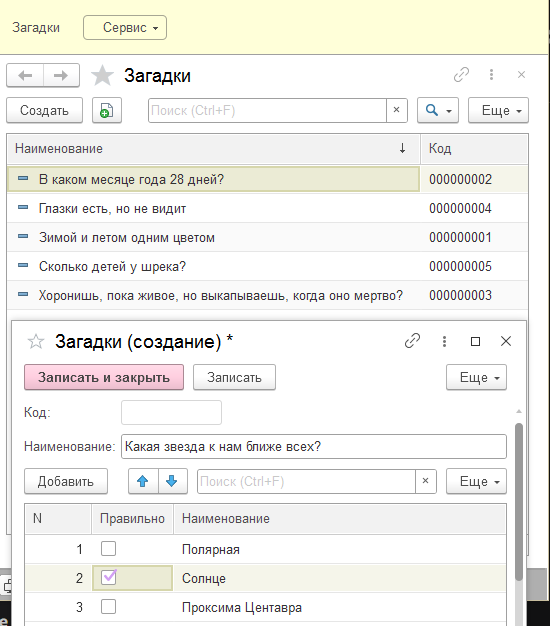 Загадки Сервис
Загадки
Создать Поиск (Ctrl+F) × Еще
Наименование ↓ Код
В каком месяце года 28 дней? 000000002
Глазки есть, но не видит 000000004
Зимой и летом одним цветом 000000001
Сколько детей у шрека? 000000005
Хоронишь, пока живое, но выкапываешь, когда оно мертво? 000000003
Загадки (создание) *
Записать и закрыть Записать Еще
Код:
Наименование: Какая звезда к нам ближе всех?
Добавить Поиск (Ctrl+F) × Еще
N Правильно Наименование
1 Полярная
2 Солнце
3 Проксима Центавра